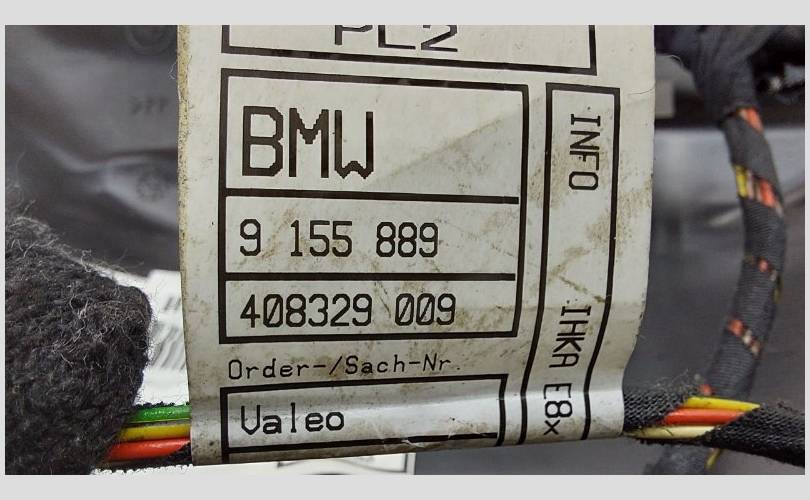 PL2
BMW
9 155 889
408329 009
Order-/Sach-Nr.
Valeo
INFO
IHKA E8x